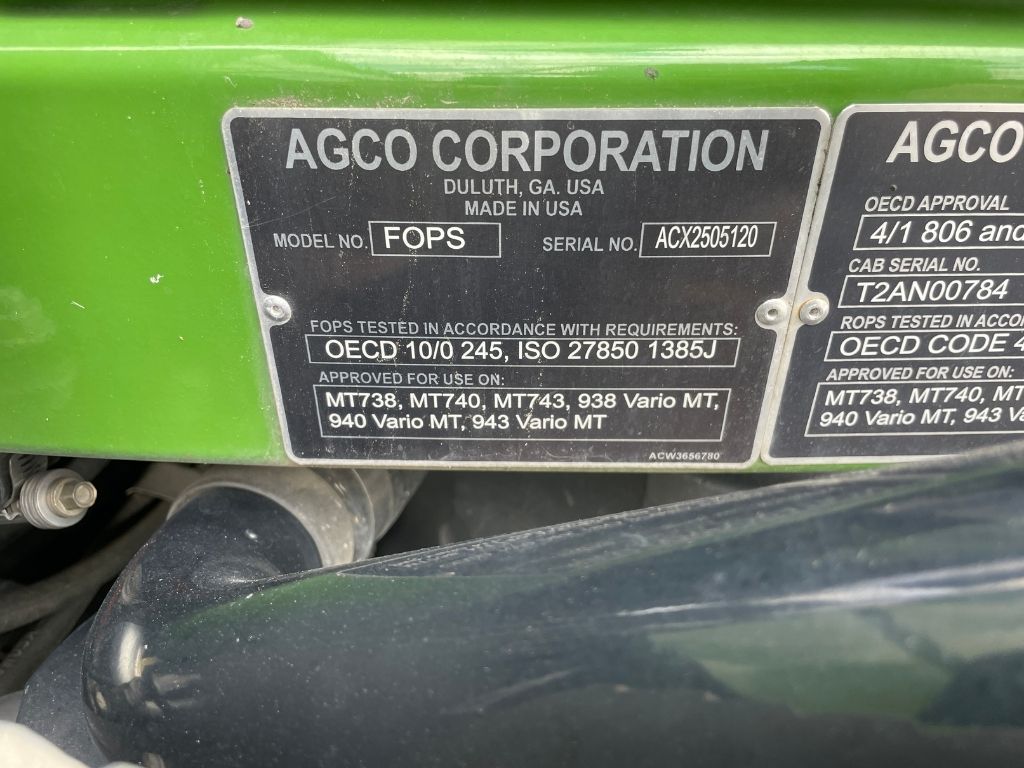 AGCO CORPORATION
DULUTH, GA. USA
MADE IN USA
MODEL NO. FOPS SERIAL NO. ACX2505120
FOPS TESTED IN ACCORDANCE WITH REQUIREMENTS:
OECD 10/0 245, ISO 27850 1385J
APPROVED FOR USE ON:
MT738, MT740, MT743, 938 Vario MT,
940 Vario MT, 943 Vario MT
ACW3656780
AGCO
OECD APPROVAL
4/1 806 and
CAB SERIAL NO.
T2AN00784
ROPS TESTED IN ACCO
OECD CODE 4
APPROVED FOR USE ON:
MT738, MT740, MT
940 Vario MT, 943 Va